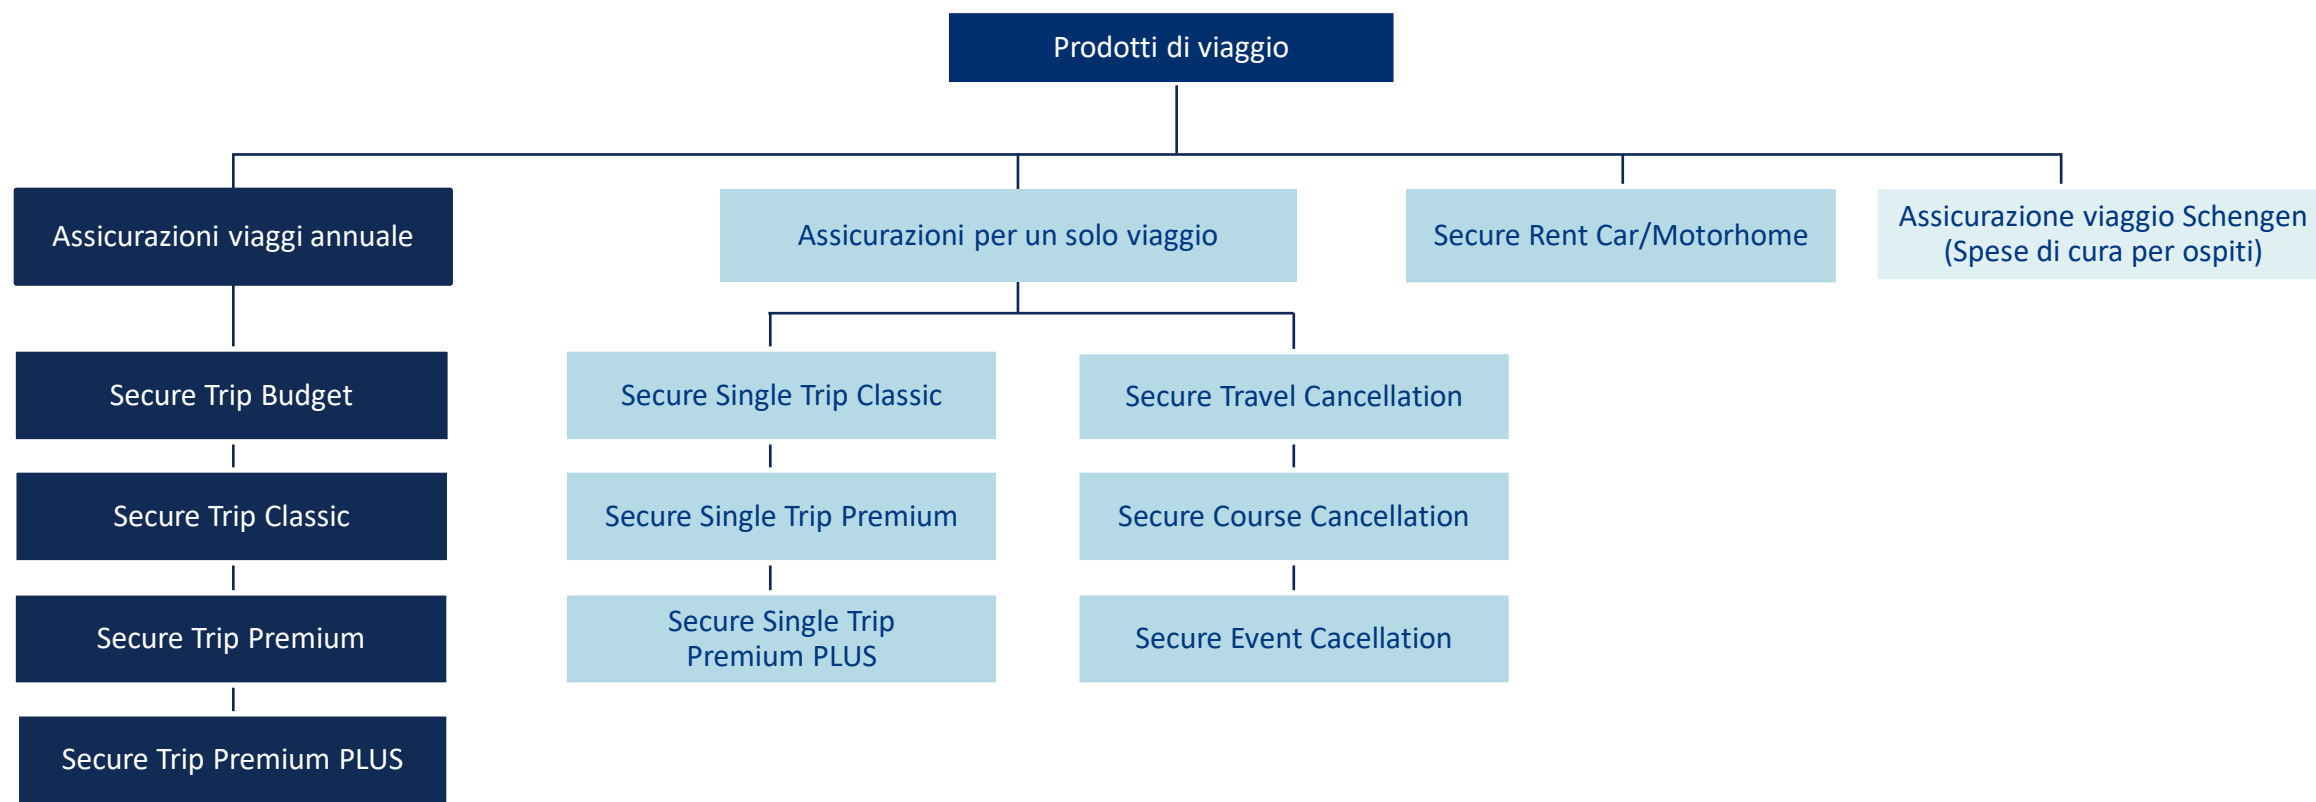 Prodotti di viaggio
Assicurazioni viaggi annuale
Assicurazioni per un solo viaggio
Secure Rent Car/Motorhome
Assicurazione viaggio Schengen
(Spese di cura per ospiti)
Secure Trip Budget
Secure Single Trip Classic
Secure Travel Cancellation
Secure Trip Classic
Secure Single Trip Premium
Secure Course Cancellation
Secure Trip Premium
Secure Single Trip
Premium PLUS
Secure Event Cacellation
Secure Trip Premium PLUS